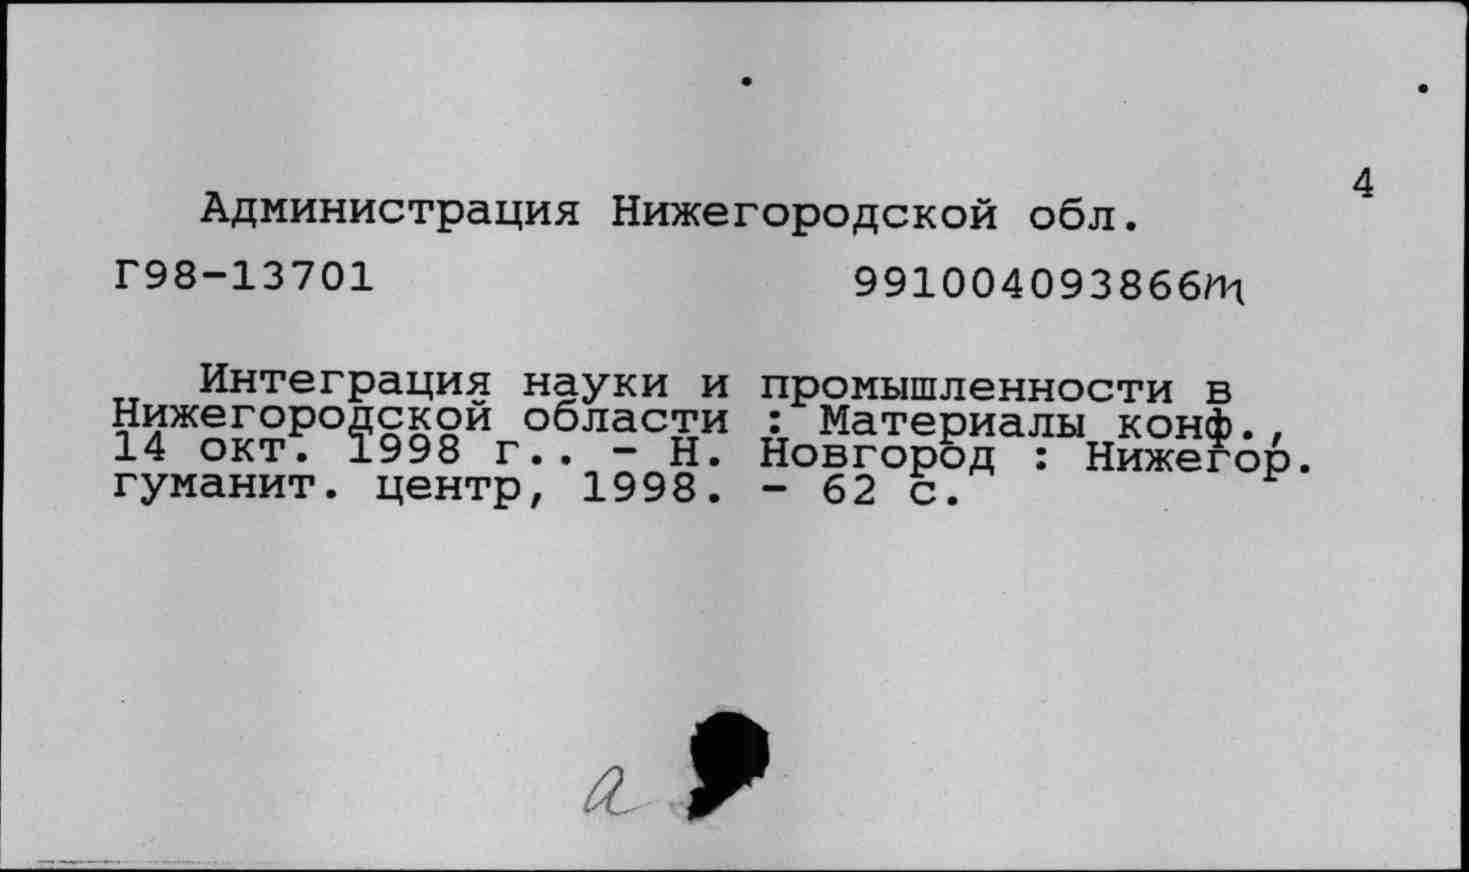 4
Администрация Нижегородской обл.
Г98-13701 991004093866m
Интеграция науки и промышленности в
Нижегородской области : Материалы конф.,
14 окт. 1998 г.. - Н. Новгород : Нижегор.
гуманит. центр, 1998. - 62 с.
а